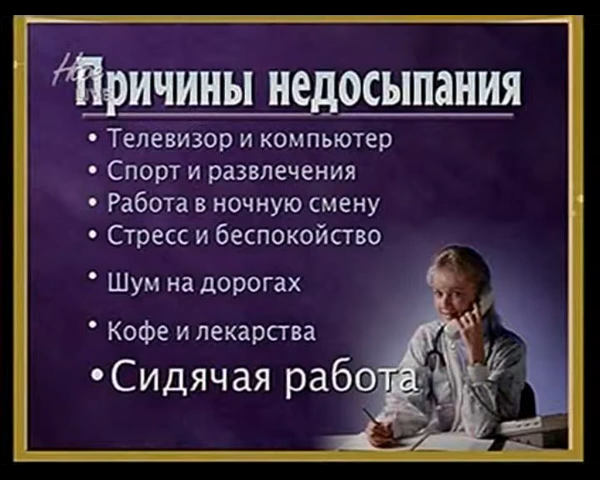 Причины недосыпания
• Телевизор и компьютер
• Спорт и развлечения
• Работа в ночную смену
• Стресс и беспокойство
• Шум на дорогах
• Кофе и лекарства
• Сидячая работа